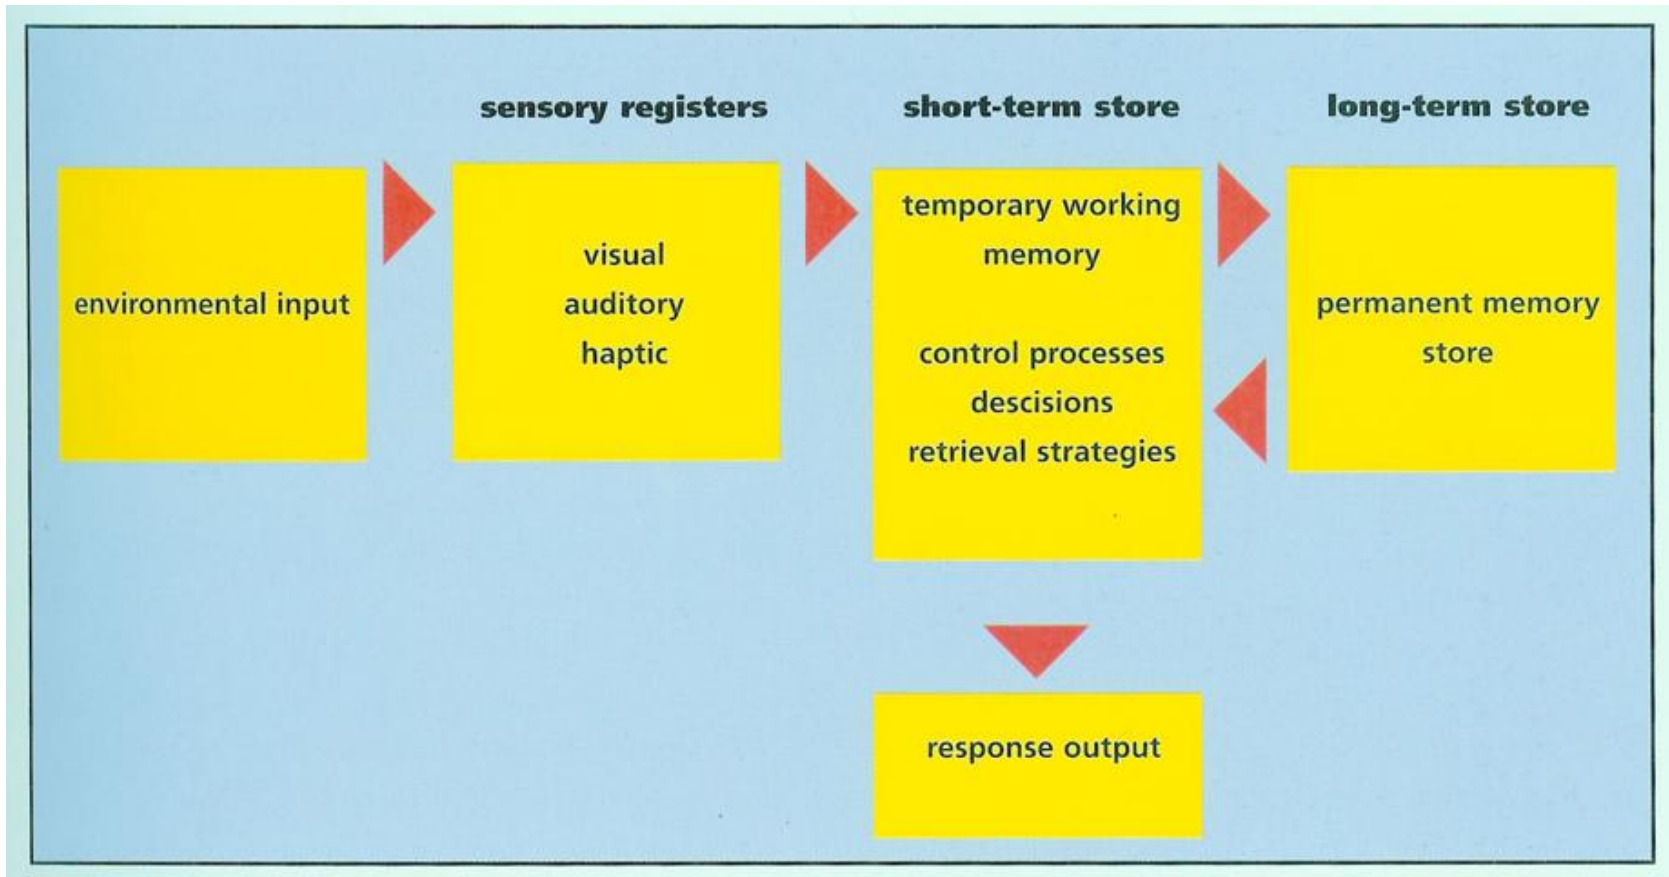 sensory registers
short-term store
long-term store
environmental input
visual
auditory
haptic
temporary working
memory
control processes
descisions
retrieval strategies
permanent memory
store
response output